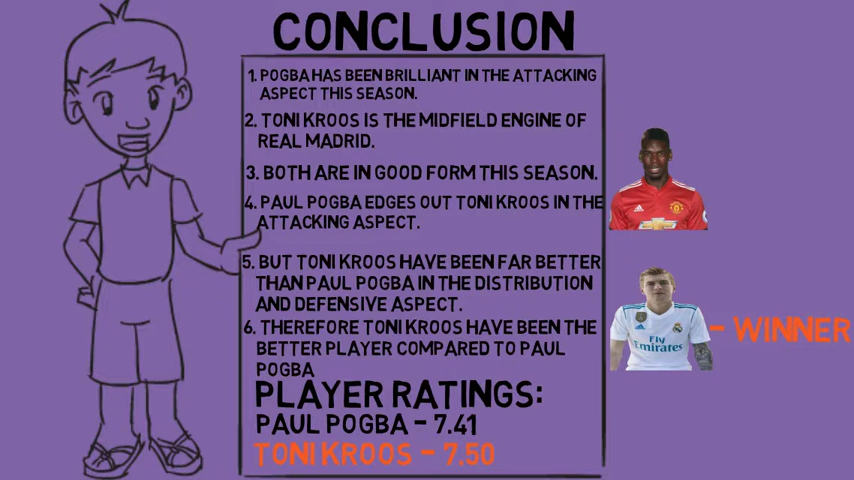 CONCLUSION
1. POGBA HAS BEEN BRILLIANT IN THE ATTACKING
ASPECT THIS SEASON.
2. TONI KROOS IS THE MIDFIELD ENGINE OF
REAL MADRID.
3. BOTH ARE IN GOOD FORM THIS SEASON.
4. PAUL POGBA EDGES OUT TONI KROOS IN THE
ATTACKING ASPECT.
5. BUT TONI KROOS HAVE BEEN FAR BETTER
THAN PAUL POGBA IN THE DISTRIBUTION
AND DEFENSIVE ASPECT.
6. THEREFORE TONI KROOS HAVE BEEN THE
BETTER PLAYER COMPARED TO PAUL
POGBA
PLAYER RATINGS:
PAUL POGBA - 7.41
TONI KROOS - 7.50
Fly
Emirates
- WINNER